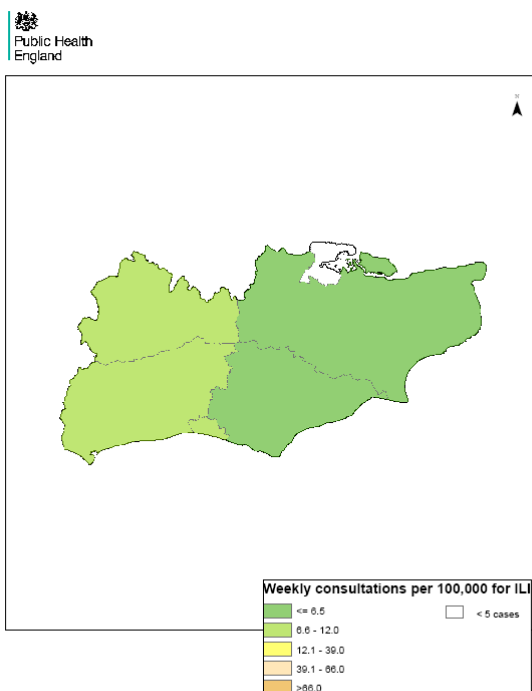 Public Health
England
N
Weekly consultations per 100,000 for ILI
<= 6.5
< 5 cases
6.6 - 12.0
12.1 - 39.0
39.1 - 66.0
>66.0